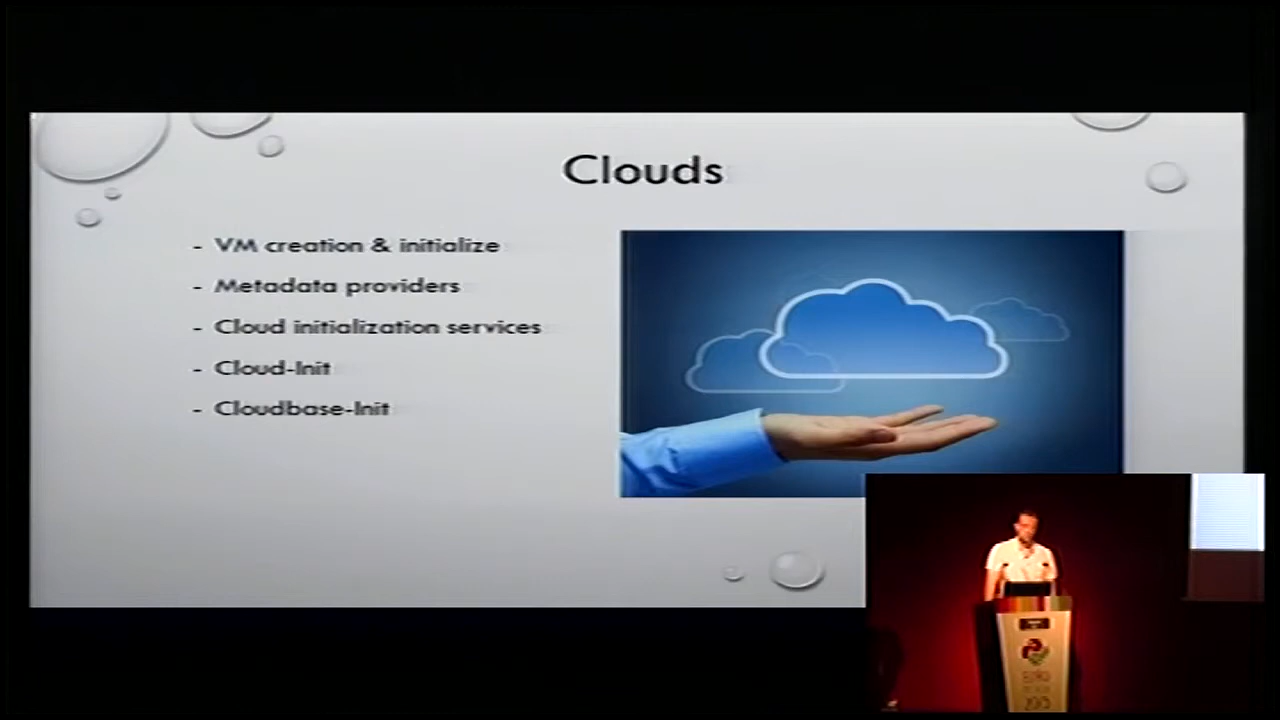 Clouds
- VM creation & initialize
- Metadata providers
- Cloud initialization services
- Cloud-Init
- Cloudbase-Init